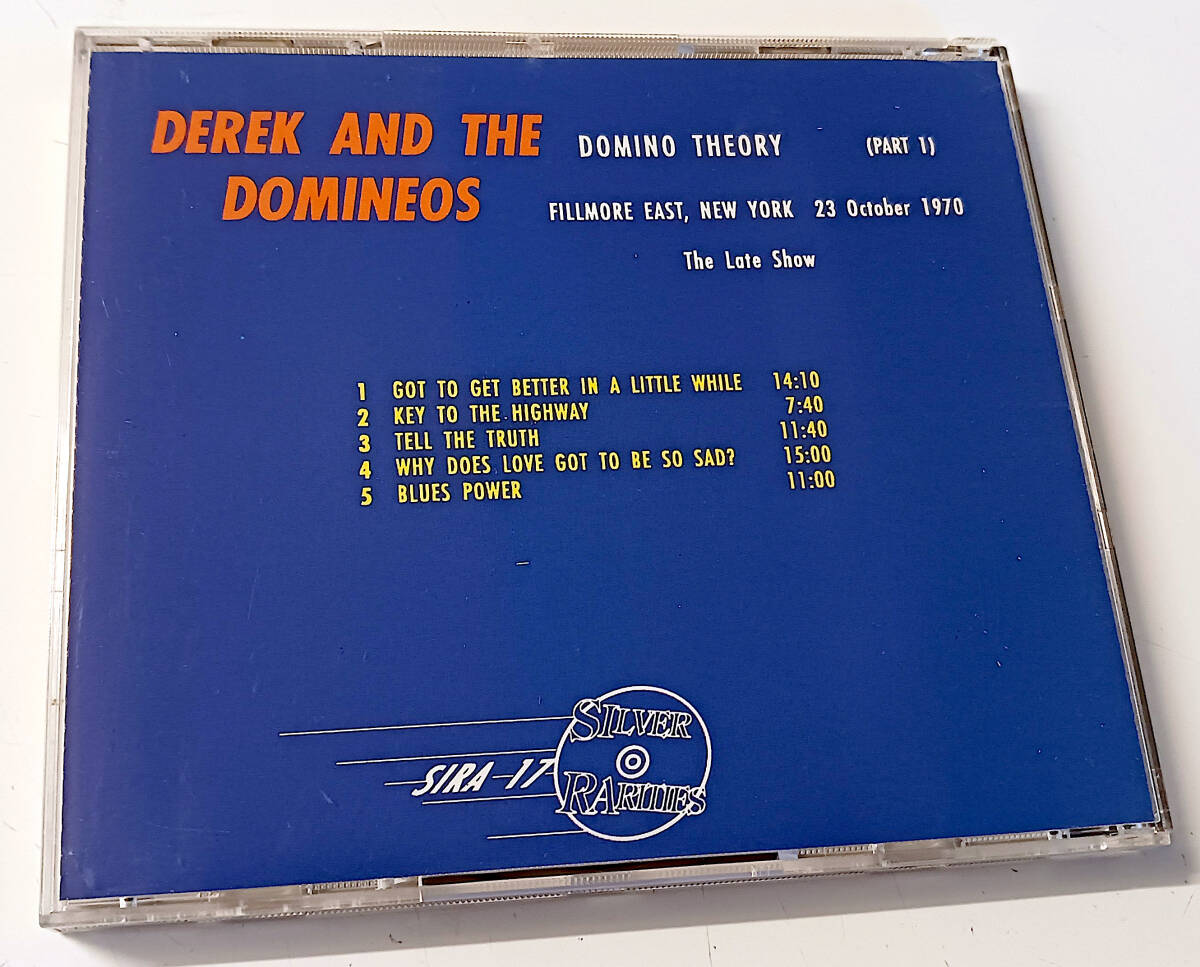 DEREK AND THE
DOMINEOS
DOMINO THEORY (PART 1)
FILLMORE EAST, NEW YORK 23 October 1970
The Late Show
1 GOT TO GET BETTER IN A LITTLE WHILE 14:10
2 KEY TO THE HIGHWAY 7:40
3 TELL THE TRUTH 11:40
4 WHY DOES LOVE GOT TO BE SO SAD? 15:00
5 BLUES POWER 11:00
SILVER
SIRA-17
RARITIES